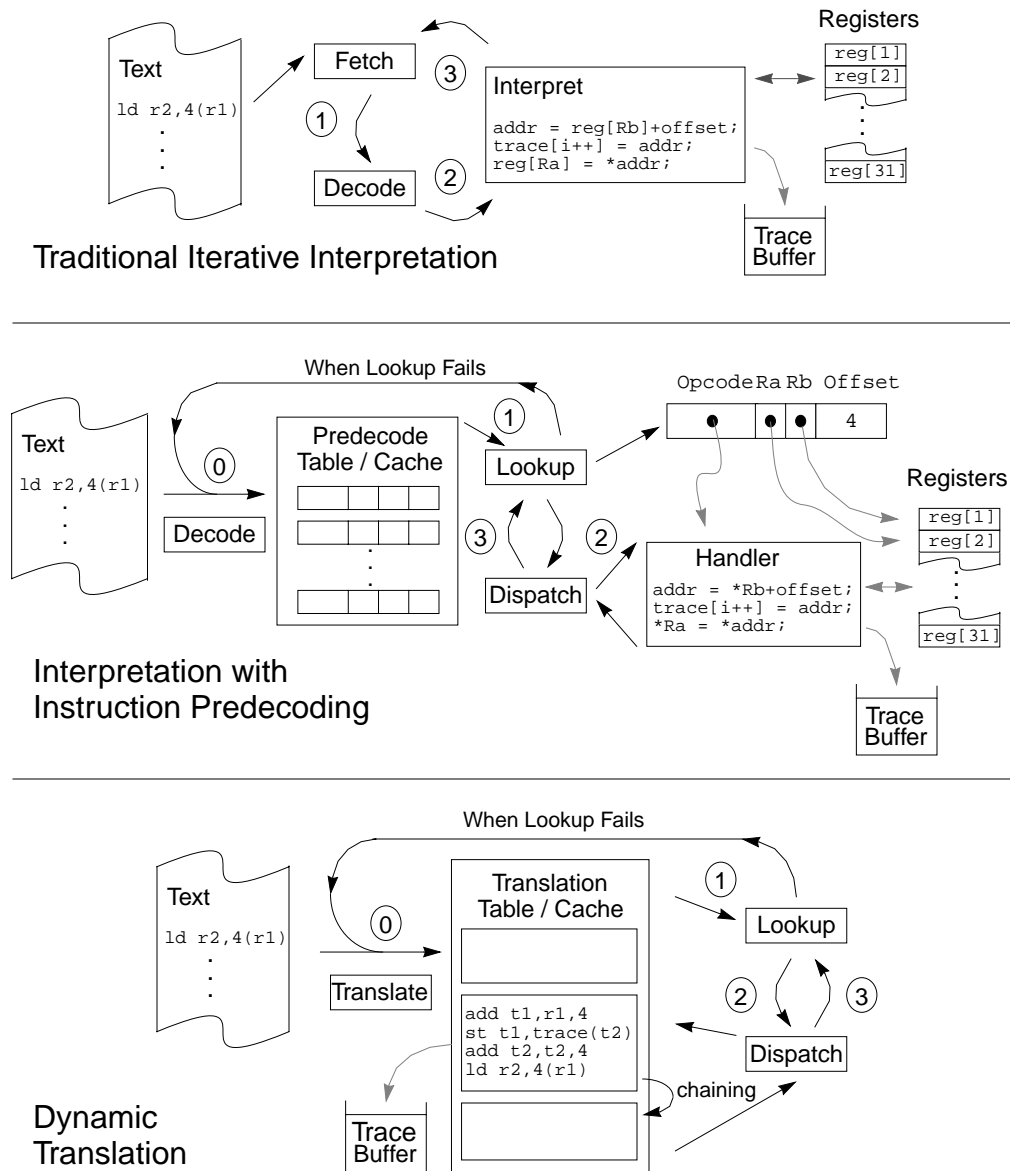 Registers
reg[1]
reg[2]
reg[31]
Text
ld r2,4(r1)
Fetch
3
1
Decode
2
Interpret
addr = reg[Rb]+offset;
trace[i++] = addr;
reg[Ra] = *addr;
Trace
Buffer
Traditional Iterative Interpretation
When Lookup Fails
Opcode Ra Rb Offset
4
Text
ld r2,4(r1)
0
Decode
Predecode
Table / Cache
1
Lookup
3
2
Dispatch
Handler
addr = *Rb+offset;
trace[i++] = addr;
*Ra = *addr;
Registers
reg[1]
reg[2]
reg[31]
Trace
Buffer
Interpretation with
Instruction Predecoding
When Lookup Fails
Text
ld r2,4(r1)
0
Translate
Translation
Table / Cache
add t1,r1,4
st t1,trace(t2)
add t2,t2,4
ld r2,4(r1)
chaining
1
Lookup
2
3
Dispatch
Trace
Buffer
Dynamic
Translation